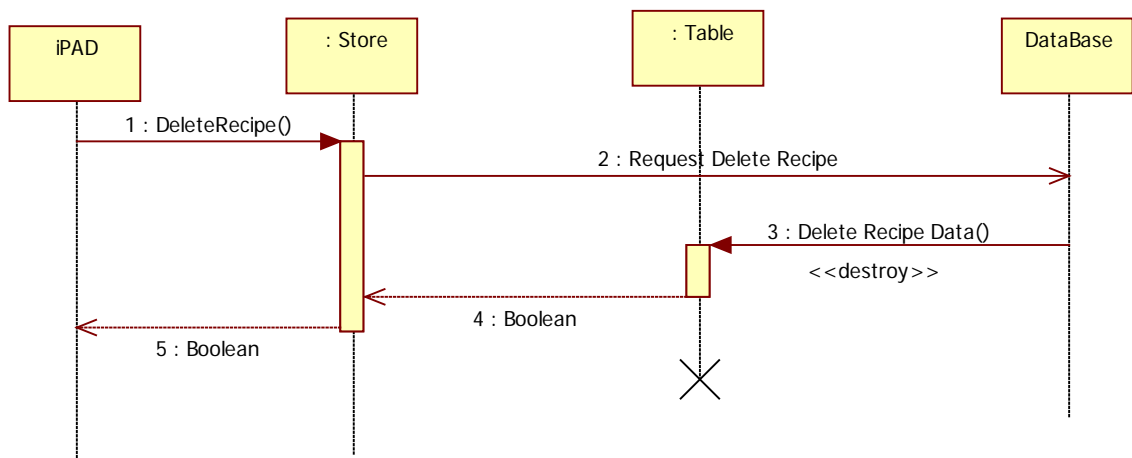 iPAD
: Store
: Table
DataBase
1 : DeleteRecipe()
2 : Request Delete Recipe
3 : Delete Recipe Data()
<<destroy>>
4 : Boolean
5 : Boolean